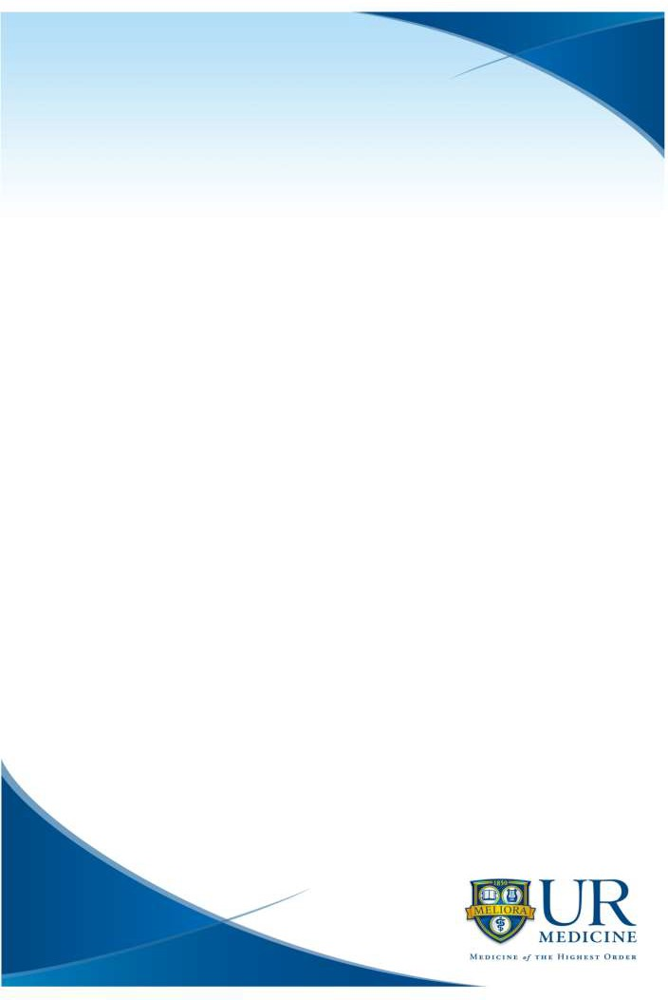 1850
MELIORA
UR
MEDICINE
MEDICINE of THE HIGHEST ORDER